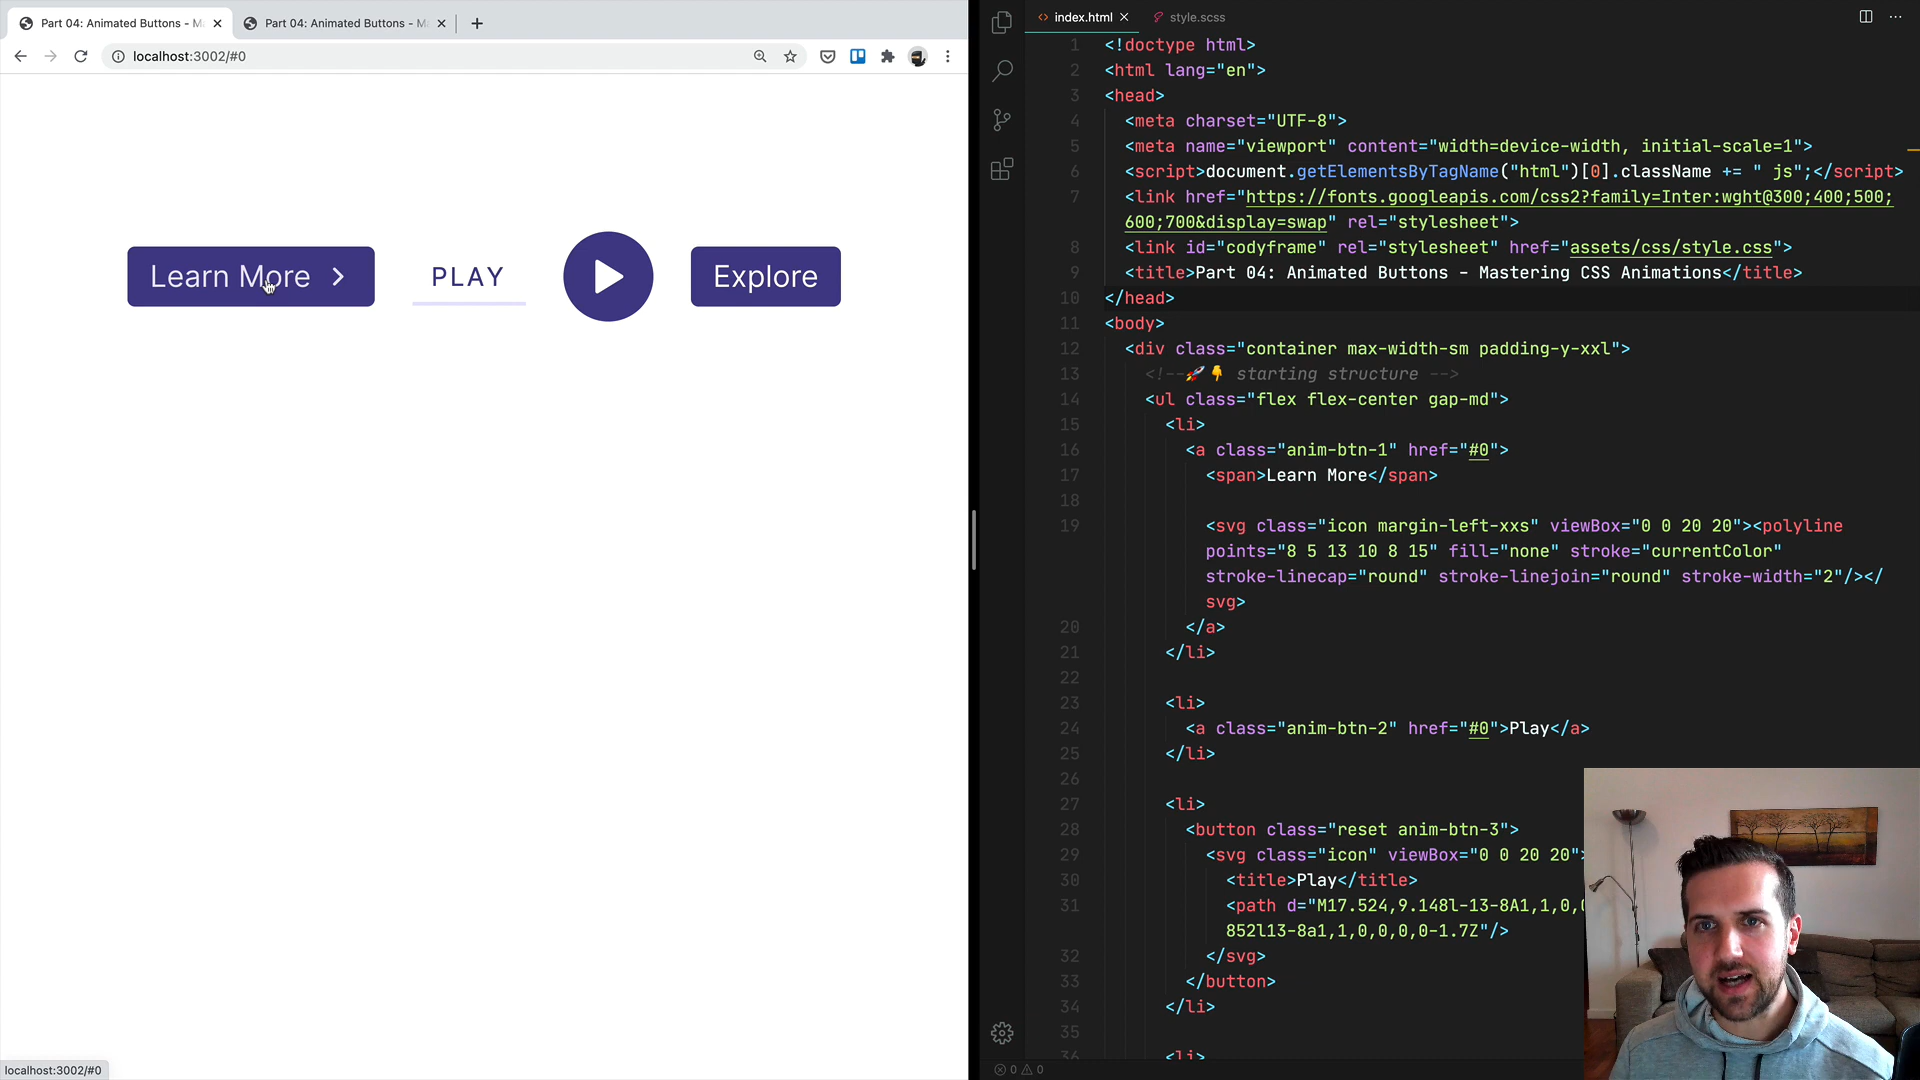 Part 04: Animated Buttons - M
Part 04: Animated Buttons - Ma
localhost:3002/#0
Learn More
PLAY
Explore
localhost:3002/#0
index.html
style.scss
1 <!doctype html>
2 <html lang="en">
3 <head>
4 <meta charset="UTF-8">
5 <meta name="viewport" content="width=device-width, initial-scale=1">
6 <script>document.getElementsByTagName("html")[0].className += " js";</script>
7 <link href="https://fonts.googleapis.com/css2?family=Inter:wght@300;400;500;
600;700&display=swap" rel="stylesheet">
8 <link id="codyframe" rel="stylesheet" href="assets/css/style.css">
9 <title>Part 04: Animated Buttons - Mastering CSS Animations</title>
10 </head>
11 <body>
12 <div class="container max-width-sm padding-y-xxl">
13 <!--🚀👇 starting structure -->
14 <ul class="flex flex-center gap-md">
15 <li>
16 <a class="anim-btn-1" href="#0">
17 <span>Learn More</span>
18
19 <svg class="icon margin-left-xxs" viewBox="0 0 20 20"><polyline
points="8 5 13 10 8 15" fill="none" stroke="currentColor"
stroke-linecap="round" stroke-linejoin="round" stroke-width="2"/></
svg>
20 </a>
21 </li>
22
23 <li>
24 <a class="anim-btn-2" href="#0">Play</a>
25 </li>
26
27 <li>
28 <button class="reset anim-btn-3">
29 <svg class="icon" viewBox="0 0 20 20">
30 <title>Play</title>
31 <path d="M17.524,9.148l-13-8A1,1,0,0
852l13-8a1,1,0,0,0,0-1.7Z"/>
32 </svg>
33 </button>
34 </li>
35
36 <li>
0 0